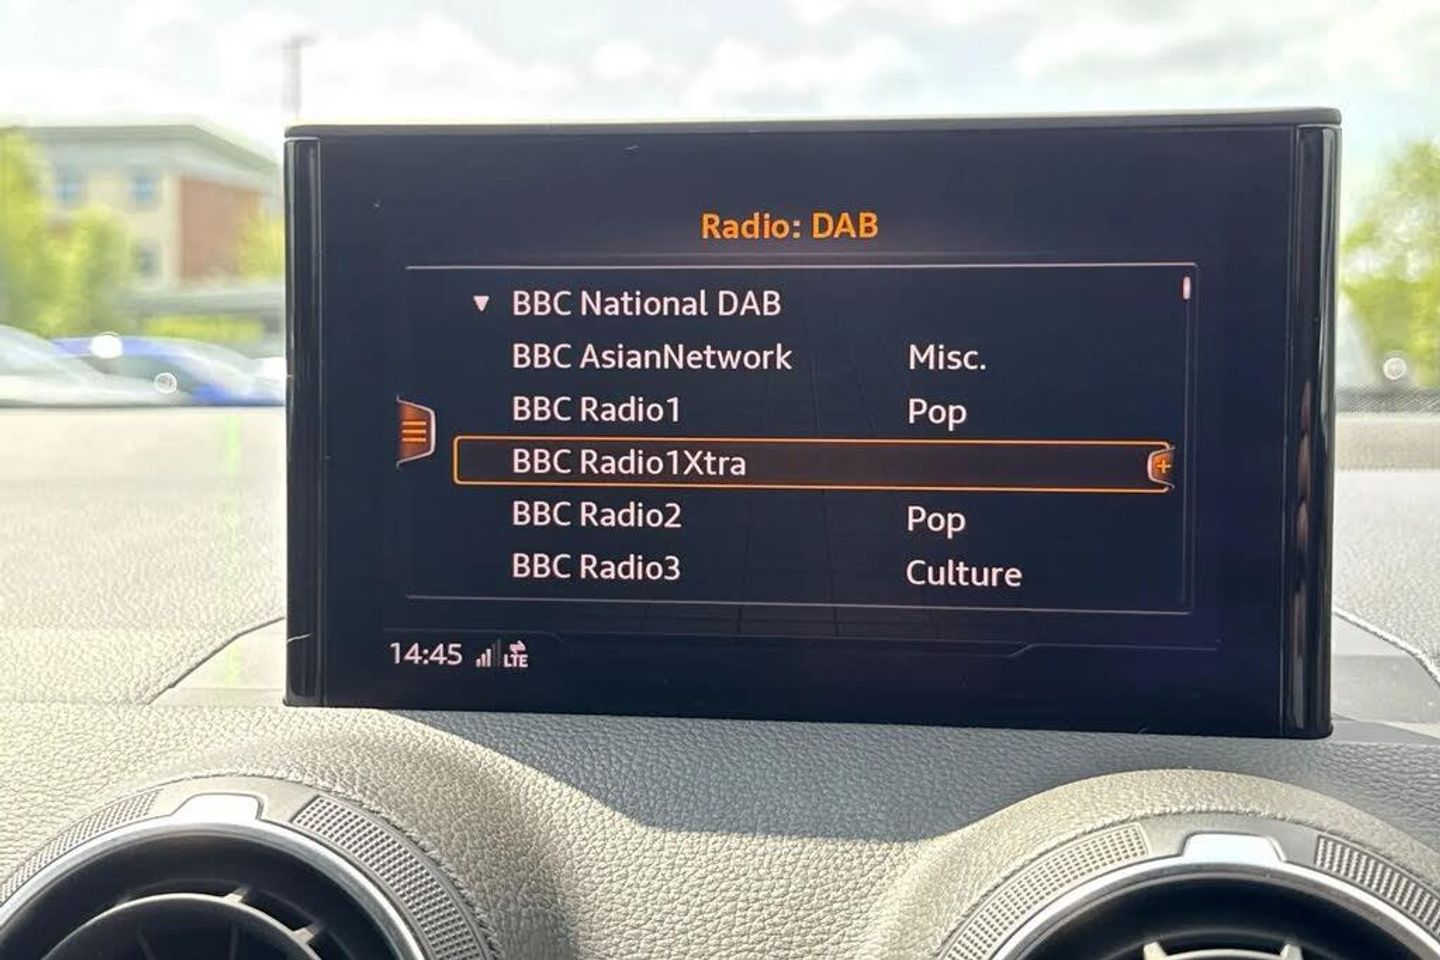 Radio: DAB
▼ BBC National DAB
BBC AsianNetwork Misc.
BBC Radio1 Pop
BBC Radio1Xtra
BBC Radio2 Pop
BBC Radio3 Culture
14:45 LTE